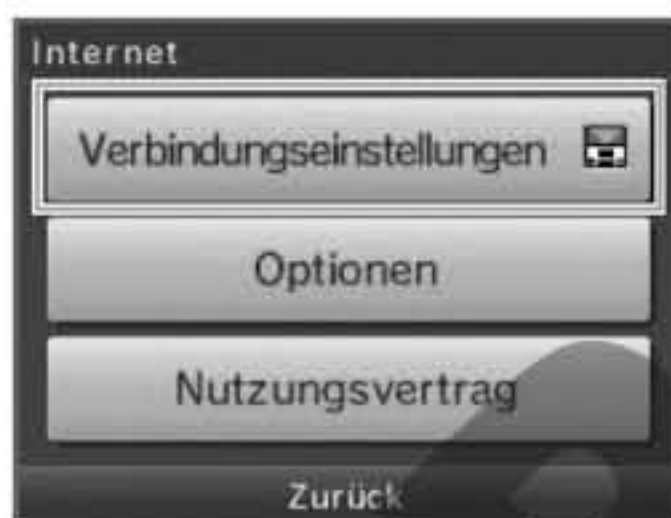 Internet
Verbindungseinstellungen
Optionen
Nutzungsvertrag
Zurück